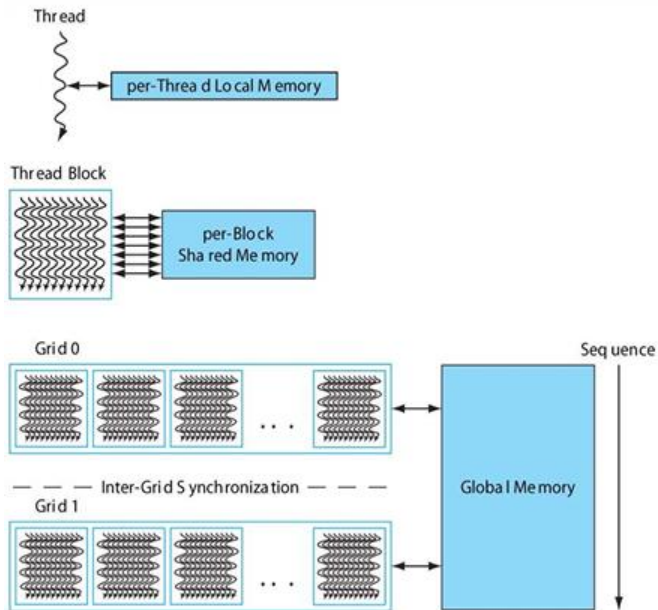 Thread
per-Thread Local Memory
Thread Block
per-Block
Shared Memory
Grid 0
Sequence
. . .
Inter-Grid Synchronization
Global Memory
Grid 1
. . .